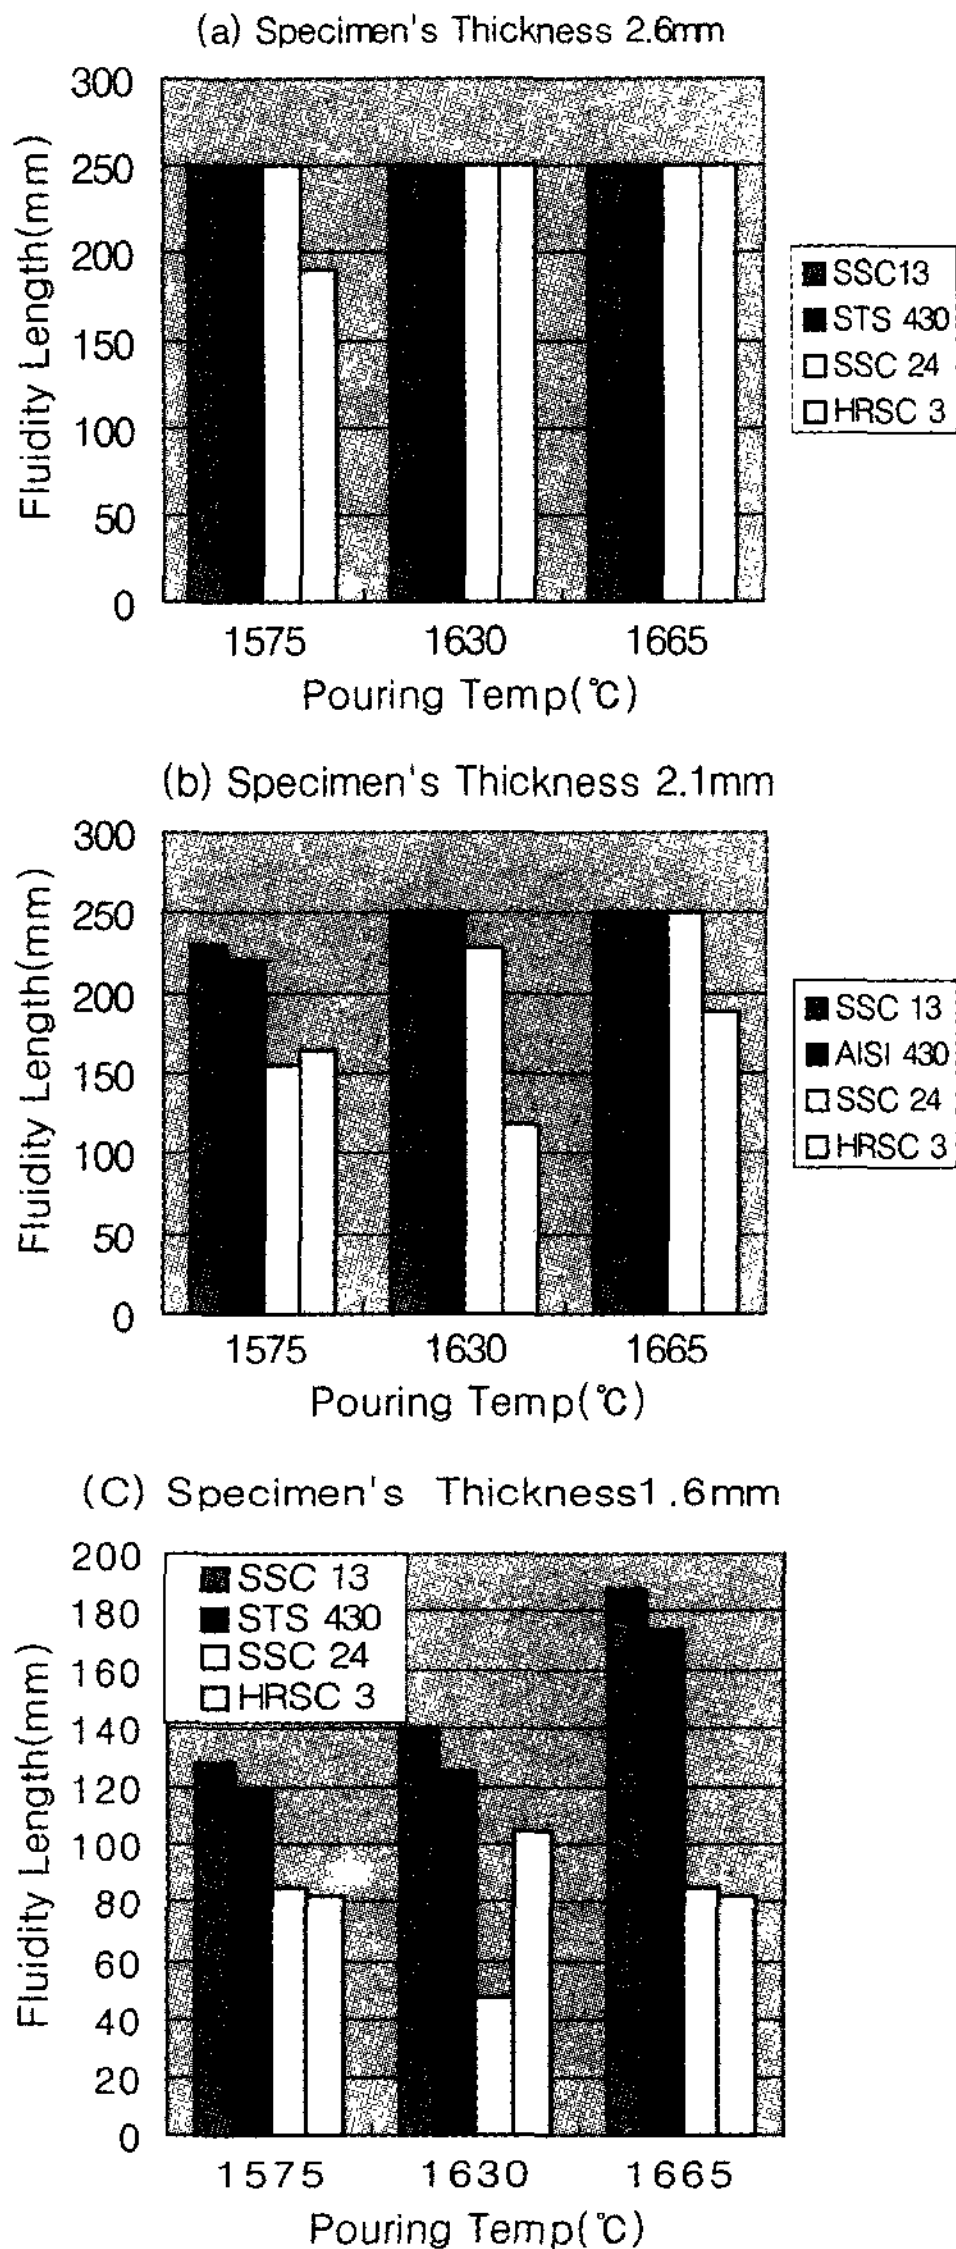 (a) Specimen's Thickness 2.6mm
300
250
200
150
100
50
0
Fluidity Length(mm)
1575 1630 1665
Pouring Temp(℃)
SSC13
STS 430
SSC 24
HRSC 3
(b) Specimen's Thickness 2.1mm
300
250
200
150
100
50
0
Fluidity Length(mm)
1575 1630 1665
Pouring Temp(℃)
SSC 13
AISI 430
SSC 24
HRSC 3
(C) Specimen's Thickness1.6mm
200
180
160
140
120
100
80
60
40
20
0
Fluidity Length(mm)
SSC 13
STS 430
SSC 24
HRSC 3
1575 1630 1665
Pouring Temp(℃)